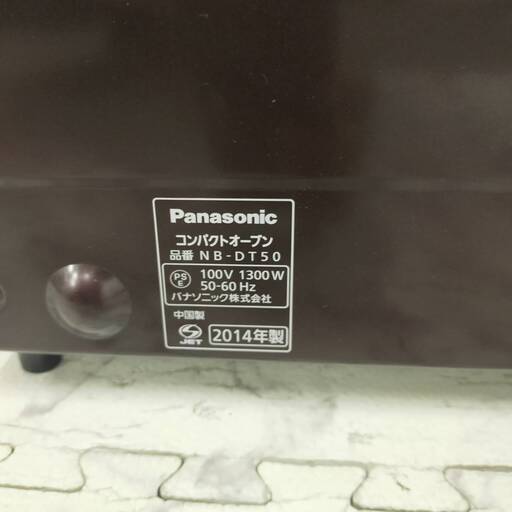 Panasonic
コンパクトオーブン
品番 NB-DT50
PS E 100V 1300W
50-60Hz
パナソニック株式会社
中国製
JET 2014年製